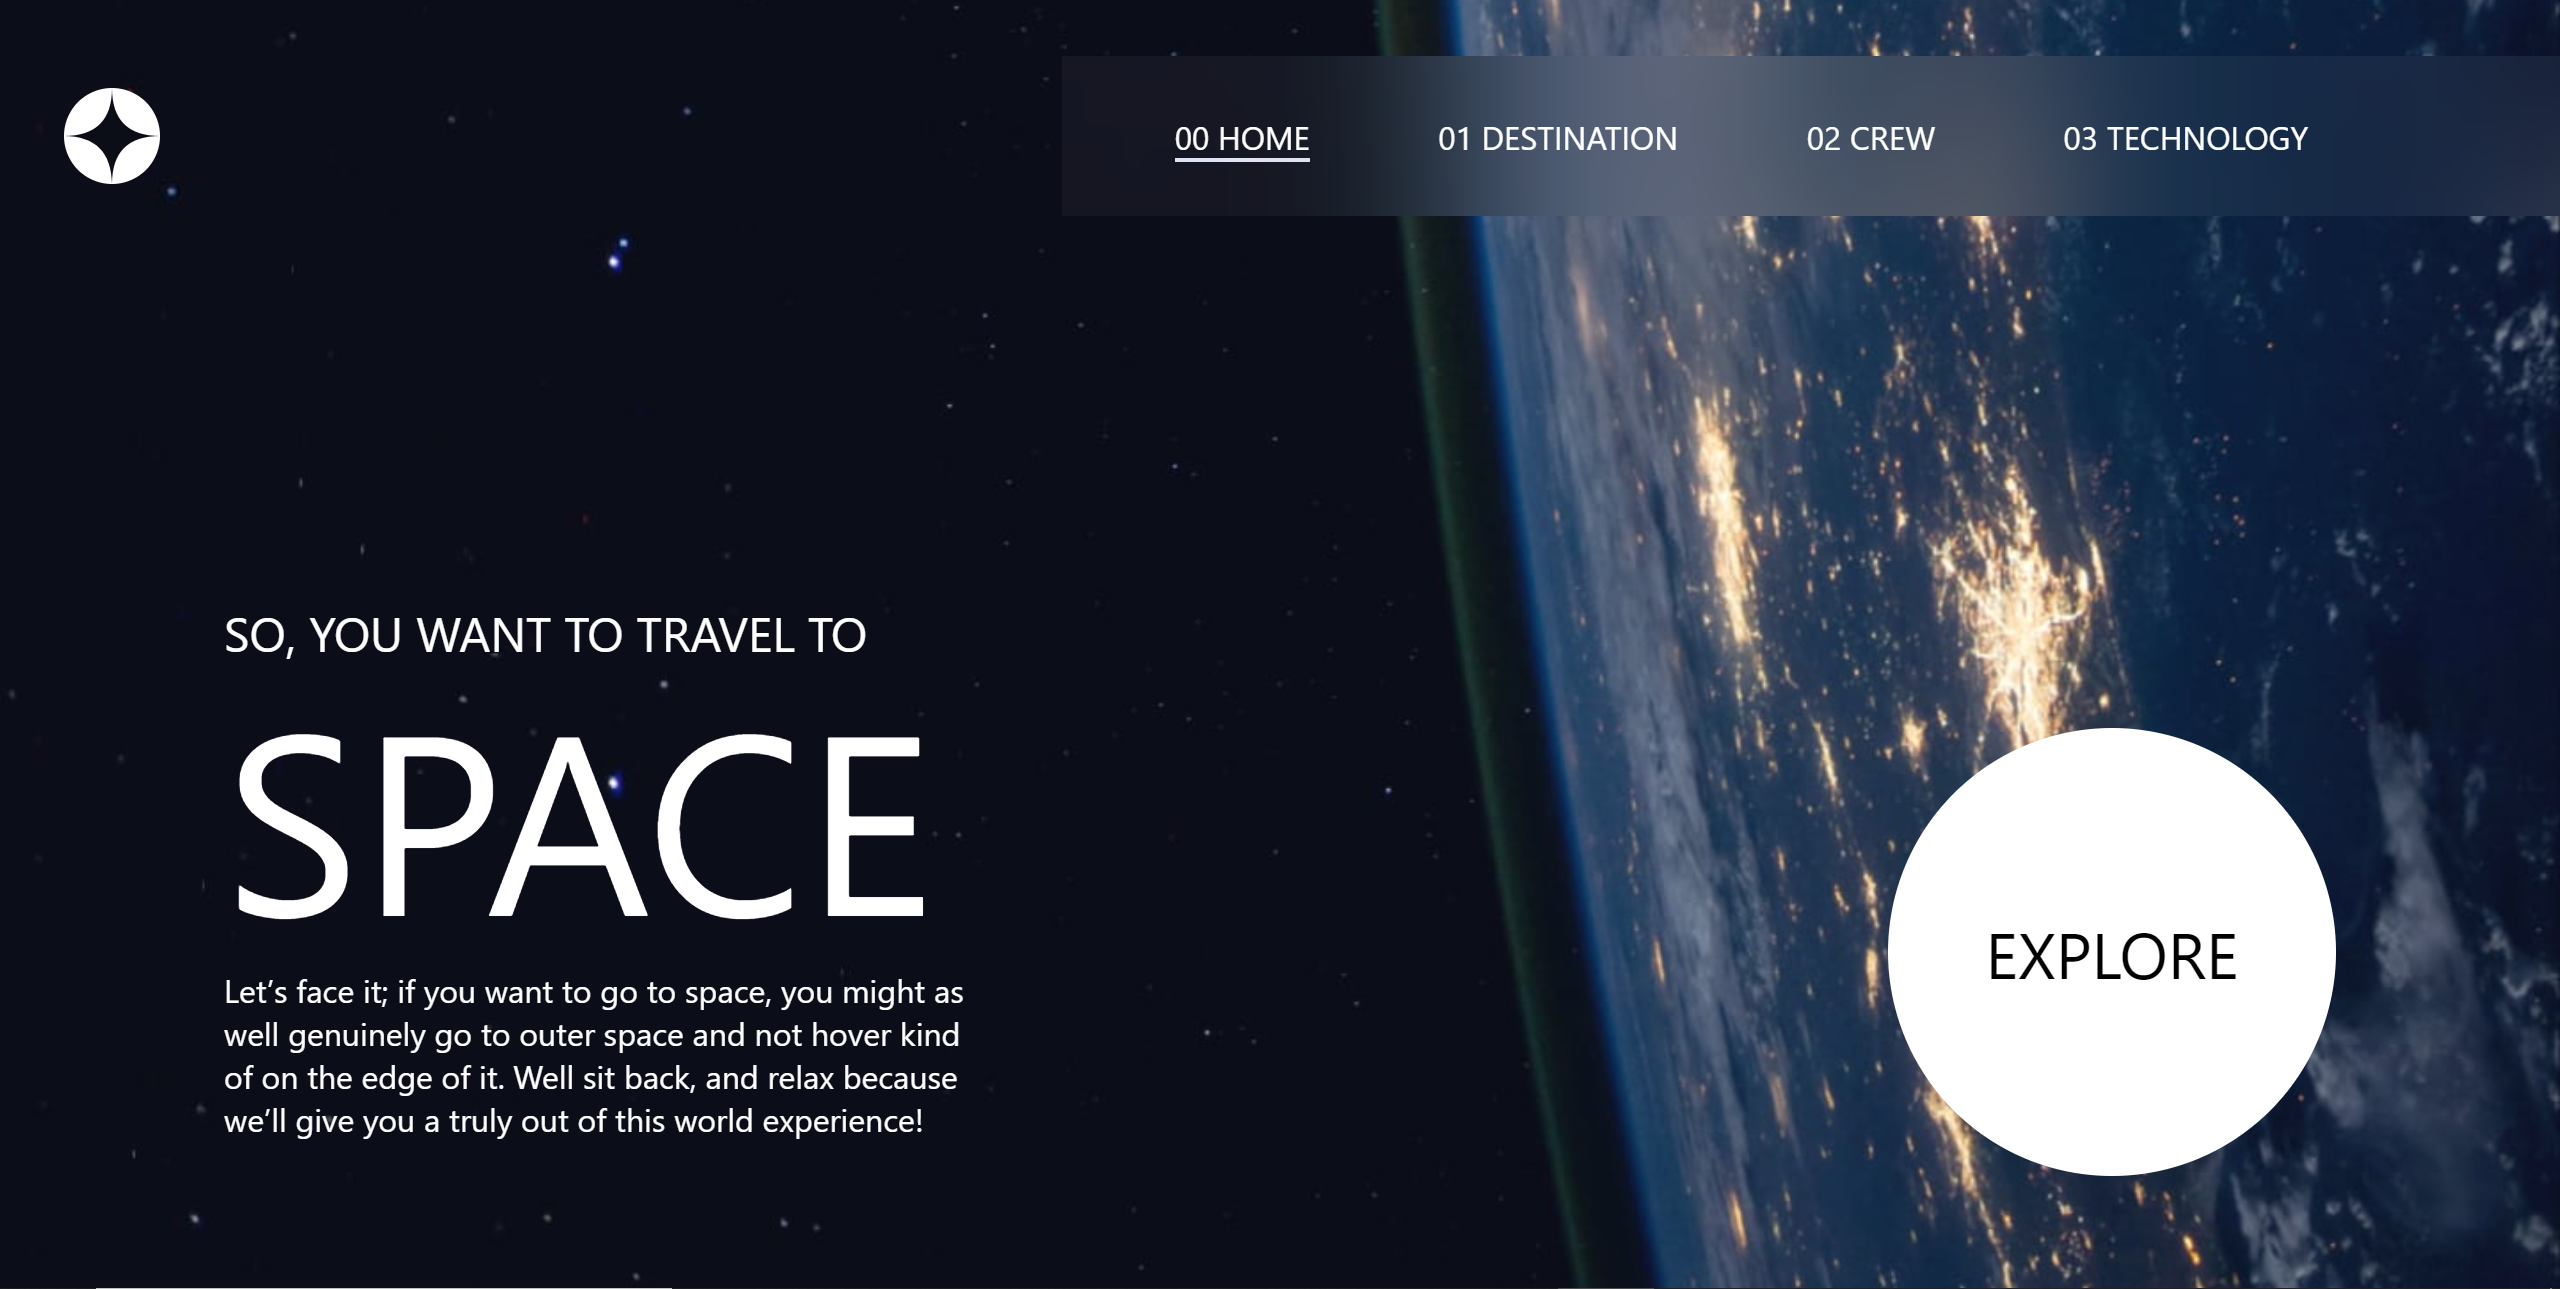 00 HOME
01 DESTINATION
02 CREW
03 TECHNOLOGY
SO, YOU WANT TO TRAVEL TO
SPACE
Let’s face it; if you want to go to space, you might as
well genuinely go to outer space and not hover kind
of on the edge of it. Well sit back, and relax because
we’ll give you a truly out of this world experience!
EXPLORE